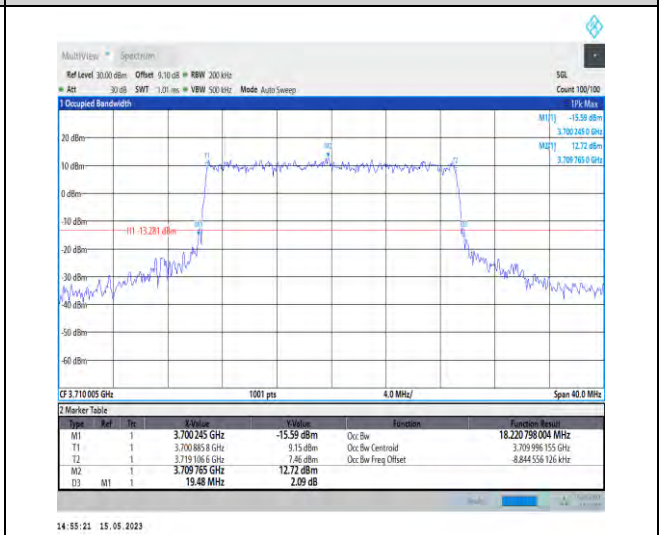 MultiView Spectrum
Ref Level 30.00 dBm Offset 9.10 dB RBW 200 kHz SGL
Att 30 dB SWT 1.01 ms VBW 500 kHz Mode Auto Sweep Count 100/100
1 Occupied Bandwidth 1Pk Max
M1[1] -15.59 dBm
3.700 245 0 GHz
M2[1] 12.72 dBm
3.709 765 0 GHz
20 dBm
M2
T1
T2
10 dBm
0 dBm
-10 dBm
H1 -13.281 dBm
M1
D3
-20 dBm
-30 dBm
-40 dBm
-50 dBm
-60 dBm
CF 3.710 005 GHz 1001 pts 4.0 MHz/ Span 40.0 MHz
2 Marker Table
Type Ref Trc X-Value Y-Value Function Function Result
M1 1 3.700 245 GHz -15.59 dBm Occ Bw 18.220 798 004 MHz
T1 1 3.700 885 8 GHz 9.15 dBm Occ Bw Centroid 3.709 996 155 GHz
T2 1 3.719 106 6 GHz 7.46 dBm Occ Bw Freq Offset -8.844 556 126 kHz
M2 1 3.709 765 GHz 12.72 dBm
D3 M1 1 19.48 MHz 2.09 dB
14:55:21 15.05.2023